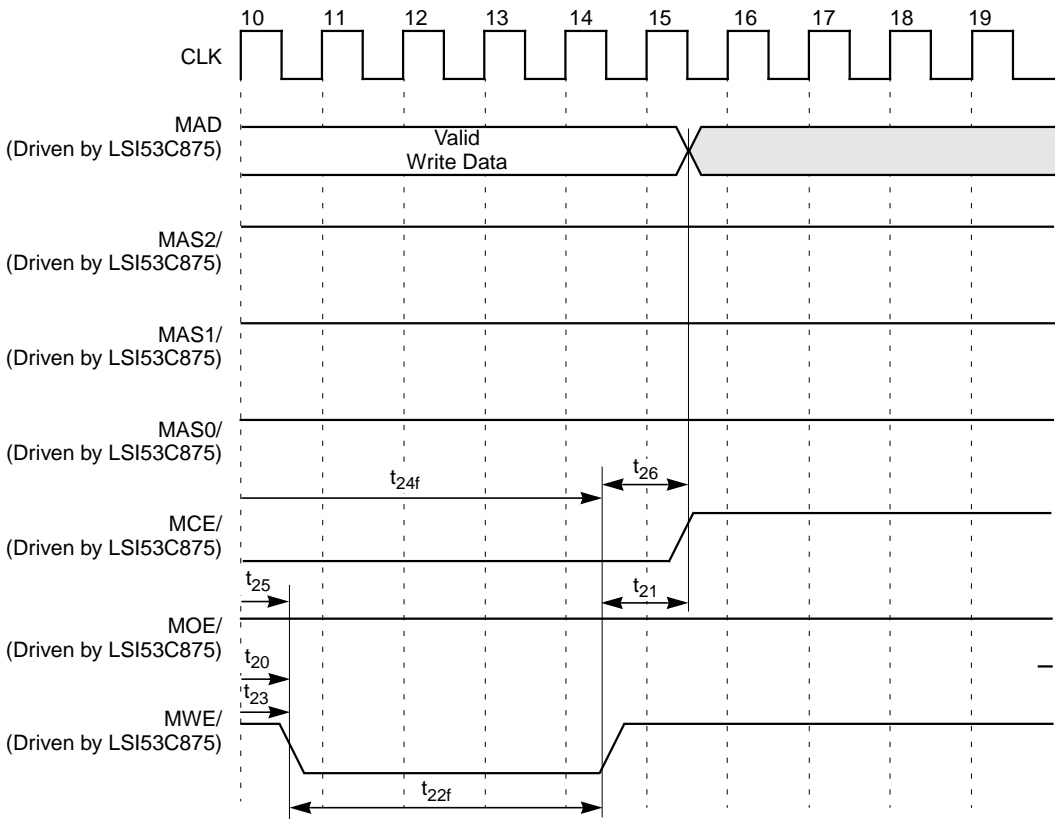 10 11 12 13 14 15 16 17 18 19
CLK
MAD
(Driven by LSI53C875)
Valid
Write Data
MAS2/
(Driven by LSI53C875)
MAS1/
(Driven by LSI53C875)
MAS0/
(Driven by LSI53C875)
t24f
t26
MCE/
(Driven by LSI53C875)
t25
t21
MOE/
(Driven by LSI53C875)
t20
t23
MWE/
(Driven by LSI53C875)
t22f